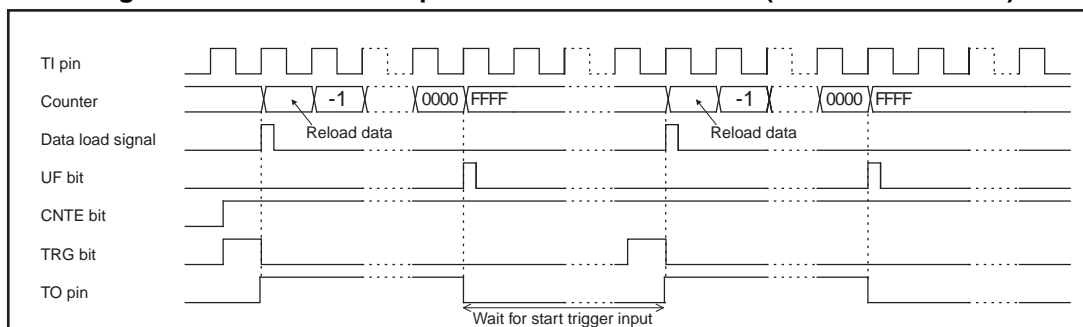 TI pin
Counter
-1
0000
FFFF
-1
0000
FFFF
Reload data
Reload data
Data load signal
UF bit
CNTE bit
TRG bit
TO pin
Wait for start trigger input